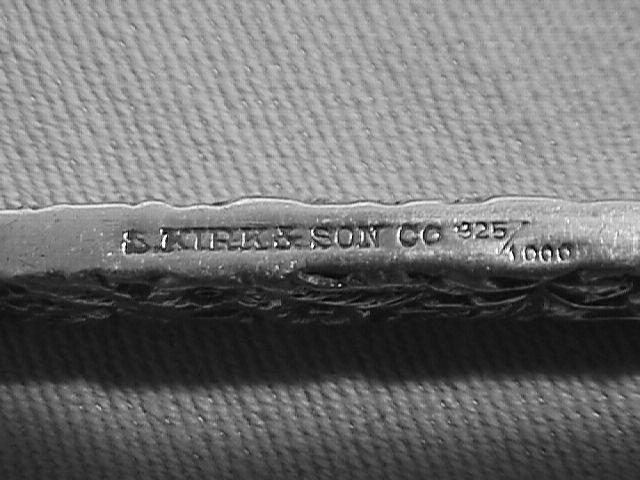 S. KIRK & SON CO 925/1000